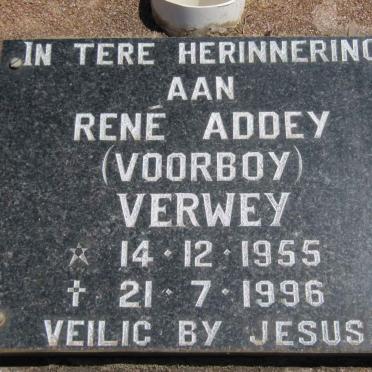 IN TERE HERINNERING
AAN
RENÉ ADDEY
(VOORBOY)
VERWEY
14·12·1955
✝ 21·7·1996
VEILIG BY JESUS